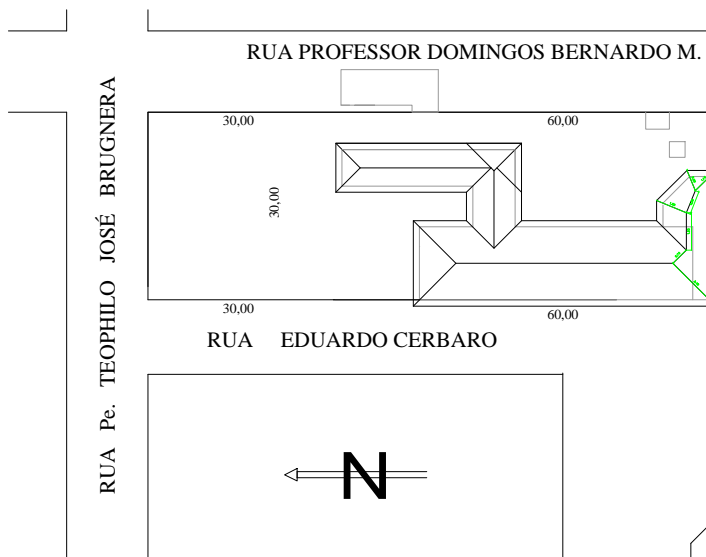 RUA PROFESSOR DOMINGOS BERNARDO M.
RUA Pe. TEOPHILO JOSÉ BRUGNERA
30,00
60,00
30,00
30,00
60,00
RUA EDUARDO CERBARO
N